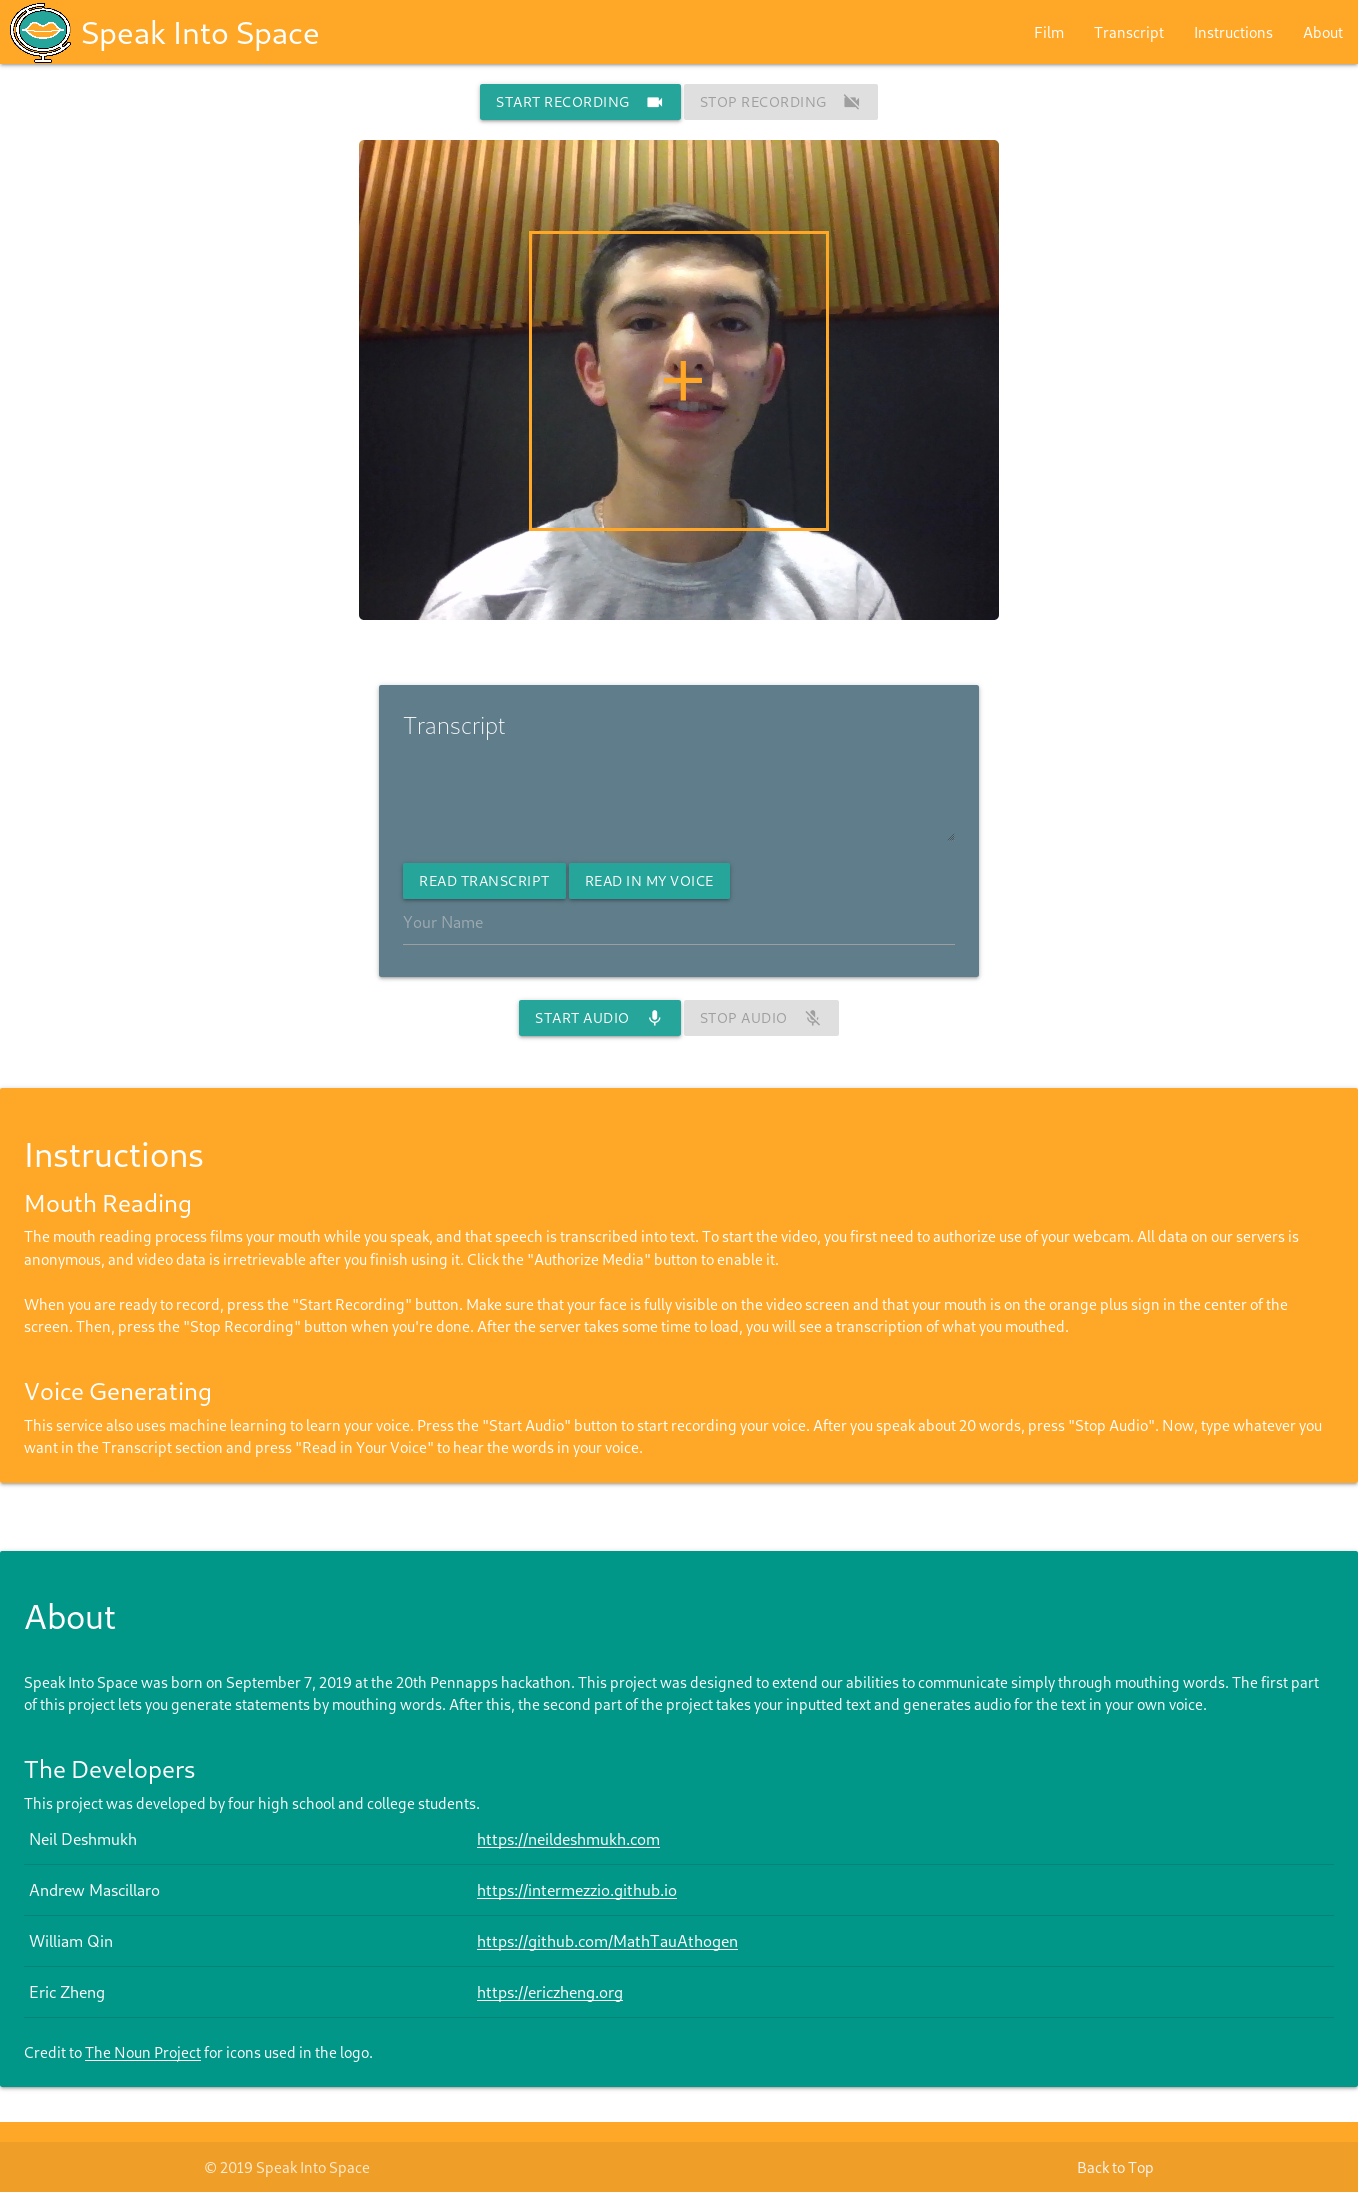 Speak Into Space
Film Transcript Instructions About
START RECORDING STOP RECORDING
Transcript
READ TRANSCRIPT READ IN MY VOICE
Your Name
START AUDIO STOP AUDIO
Instructions
Mouth Reading
The mouth reading process films your mouth while you speak, and that speech is transcribed into text. To start the video, you first need to authorize use of your webcam. All data on our servers is
anonymous, and video data is irretrievable after you finish using it. Click the "Authorize Media" button to enable it.
When you are ready to record, press the "Start Recording" button. Make sure that your face is fully visible on the video screen and that your mouth is on the orange plus sign in the center of the
screen. Then, press the "Stop Recording" button when you're done. After the server takes some time to load, you will see a transcription of what you mouthed.
Voice Generating
This service also uses machine learning to learn your voice. Press the "Start Audio" button to start recording your voice. After you speak about 20 words, press "Stop Audio". Now, type whatever you
want in the Transcript section and press "Read in Your Voice" to hear the words in your voice.
About
Speak Into Space was born on September 7, 2019 at the 20th Pennapps hackathon. This project was designed to extend our abilities to communicate simply through mouthing words. The first part
of this project lets you generate statements by mouthing words. After this, the second part of the project takes your inputted text and generates audio for the text in your own voice.
The Developers
This project was developed by four high school and college students.
Neil Deshmukh https://neildeshmukh.com
Andrew Mascillaro https://intermezzio.github.io
William Qin https://github.com/MathTauAthogen
Eric Zheng https://ericzheng.org
Credit to The Noun Project for icons used in the logo.
© 2019 Speak Into Space Back to Top